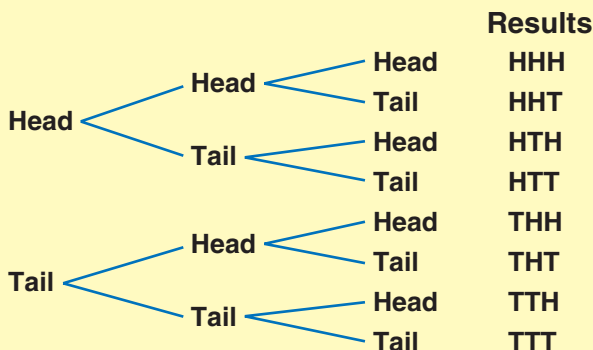 Results
Head HHH
Head
Tail HHT
Head
Head HTH
Tail
Tail HTT
Head THH
Head
Tail THT
Tail
Head TTH
Tail
Tail TTT